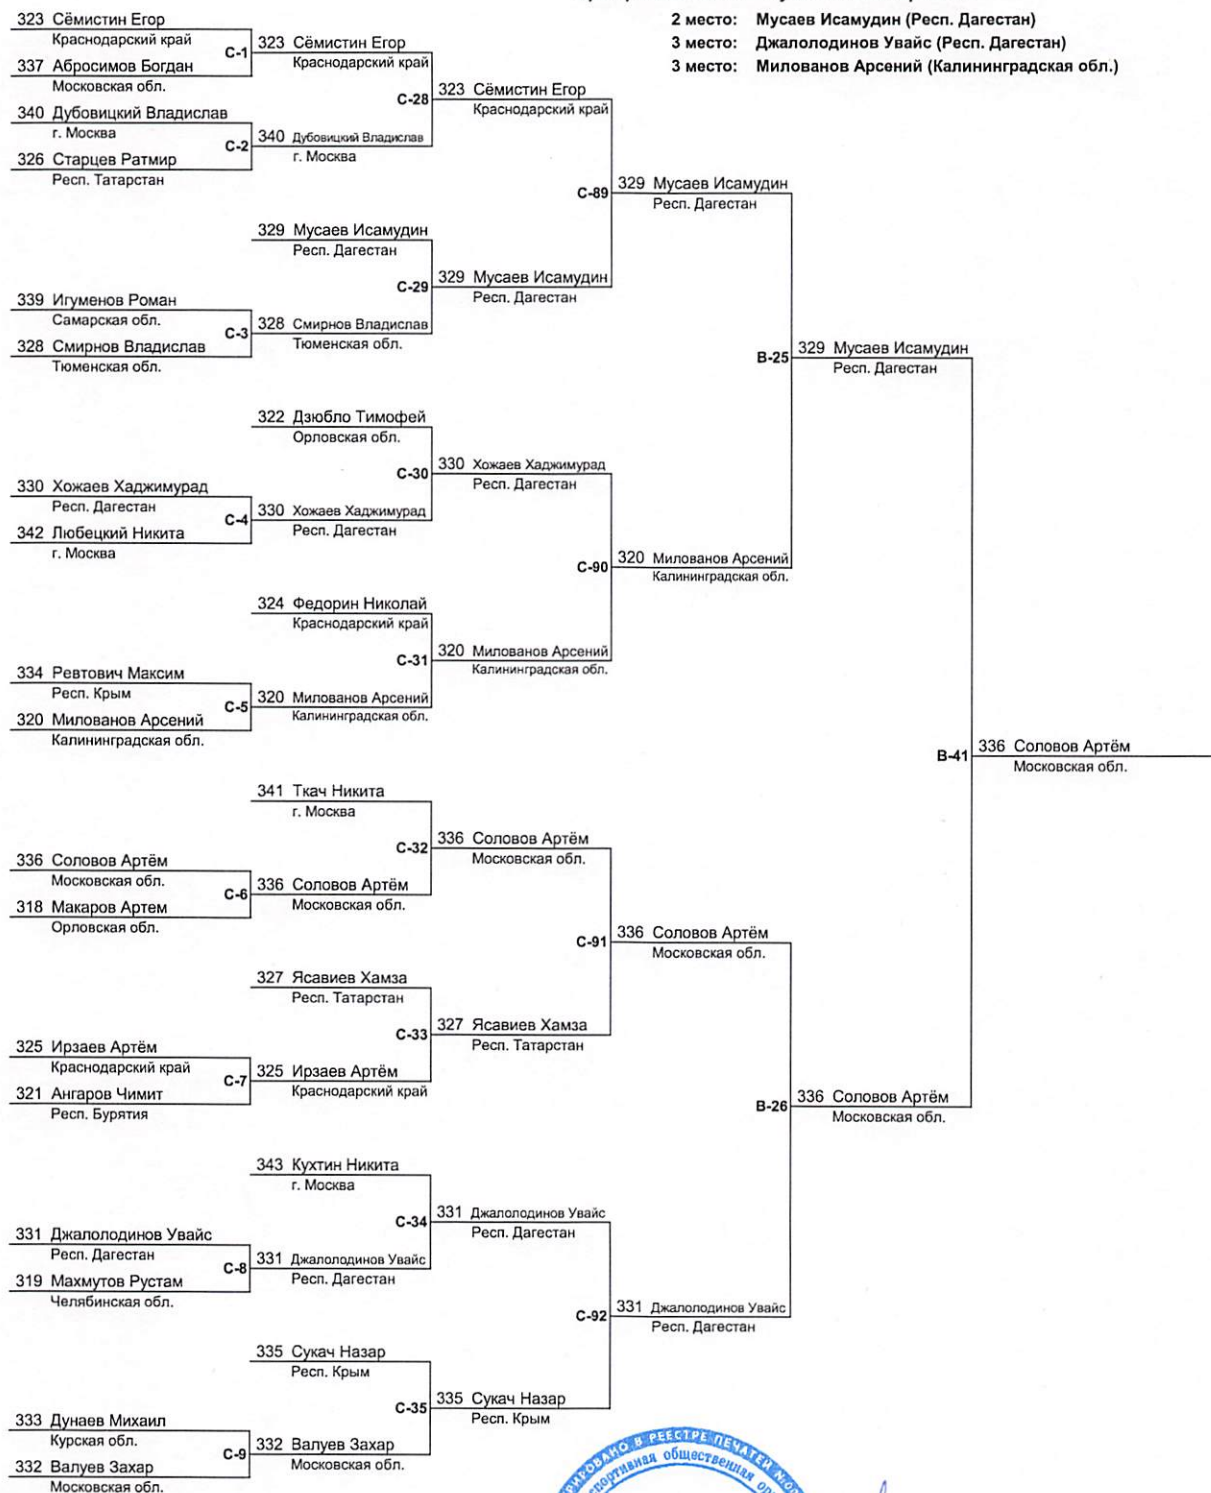 2 место: Мусаев Исамудин (Респ. Дагестан)
3 место: Джалолодинов Увайс (Респ. Дагестан)
3 место: Милованов Арсений (Калининградская обл.)
323 Сёмистин Егор
Краснодарский край
С-1
337 Абросимов Богдан
Московская обл.
340 Дубовицкий Владислав
г. Москва
С-2
326 Старцев Ратмир
Респ. Татарстан
339 Игуменов Роман
Самарская обл.
С-3
328 Смирнов Владислав
Тюменская обл.
330 Хожаев Хаджимурад
Респ. Дагестан
С-4
342 Любецкий Никита
г. Москва
334 Ревтович Максим
Респ. Крым
С-5
320 Милованов Арсений
Калининградская обл.
336 Соловов Артём
Московская обл.
С-6
318 Макаров Артем
Орловская обл.
325 Ирзаев Артём
Краснодарский край
С-7
321 Ангаров Чимит
Респ. Бурятия
331 Джалолодинов Увайс
Респ. Дагестан
С-8
319 Махмутов Рустам
Челябинская обл.
333 Дунаев Михаил
Курская обл.
С-9
332 Валуев Захар
Московская обл.
323 Сёмистин Егор
Краснодарский край
С-28
340 Дубовицкий Владислав
г. Москва
329 Мусаев Исамудин
Респ. Дагестан
С-29
328 Смирнов Владислав
Тюменская обл.
322 Дзюбло Тимофей
Орловская обл.
С-30
330 Хожаев Хаджимурад
Респ. Дагестан
324 Федорин Николай
Краснодарский край
С-31
320 Милованов Арсений
Калининградская обл.
341 Ткач Никита
г. Москва
С-32
336 Соловов Артём
Московская обл.
327 Ясавиев Хамза
Респ. Татарстан
С-33
325 Ирзаев Артём
Краснодарский край
343 Кухтин Никита
г. Москва
С-34
331 Джалолодинов Увайс
Респ. Дагестан
335 Сукач Назар
Респ. Крым
С-35
332 Валуев Захар
Московская обл.
323 Сёмистин Егор
Краснодарский край
С-89
329 Мусаев Исамудин
Респ. Дагестан
330 Хожаев Хаджимурад
Респ. Дагестан
С-90
320 Милованов Арсений
Калининградская обл.
336 Соловов Артём
Московская обл.
С-91
327 Ясавиев Хамза
Респ. Татарстан
331 Джалолодинов Увайс
Респ. Дагестан
С-92
335 Сукач Назар
Респ. Крым
329 Мусаев Исамудин
Респ. Дагестан
В-25
320 Милованов Арсений
Калининградская обл.
336 Соловов Артём
Московская обл.
В-26
331 Джалолодинов Увайс
Респ. Дагестан
329 Мусаев Исамудин
Респ. Дагестан
В-41
336 Соловов Артём
Московская обл.
336 Соловов Артём
Московская обл.
В РЕЕСТРЕ ПЕЧАТЕЙ
общественная